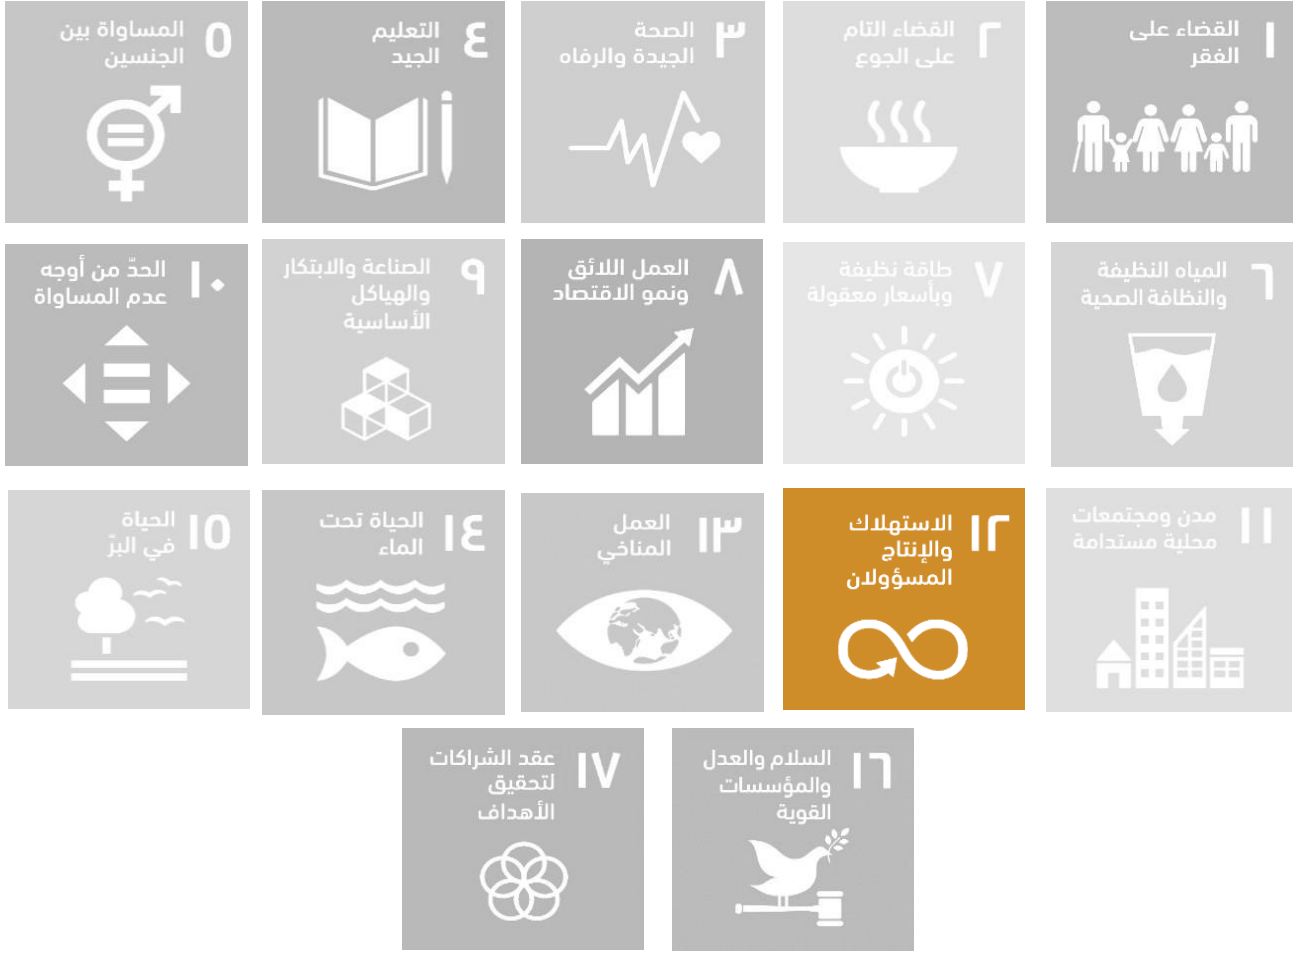 ١
القضاء على
الفقر
٢
القضاء التام
على الجوع
٣
الصحة
الجيدة والرفاه
٤
التعليم
الجيد
٥
المساواة بين
الجنسين
٦
المياه النظيفة
والنظافة الصحية
٧
طاقة نظيفة
وبأسعار معقولة
٨
العمل اللائق
ونمو الاقتصاد
٩
الصناعة والابتكار
والهياكل
الأساسية
١٠
الحدّ من أوجه
عدم المساواة
١١
مدن ومجتمعات
محلية مستدامة
١٢
الاستهلاك
والإنتاج
المسؤولان
١٣
العمل
المناخي
١٤
الحياة تحت
الماء
١٥
الحياة
في البرّ
١٦
السلام والعدل
والمؤسسات
القوية
١٧
عقد الشراكات
لتحقيق
الأهداف